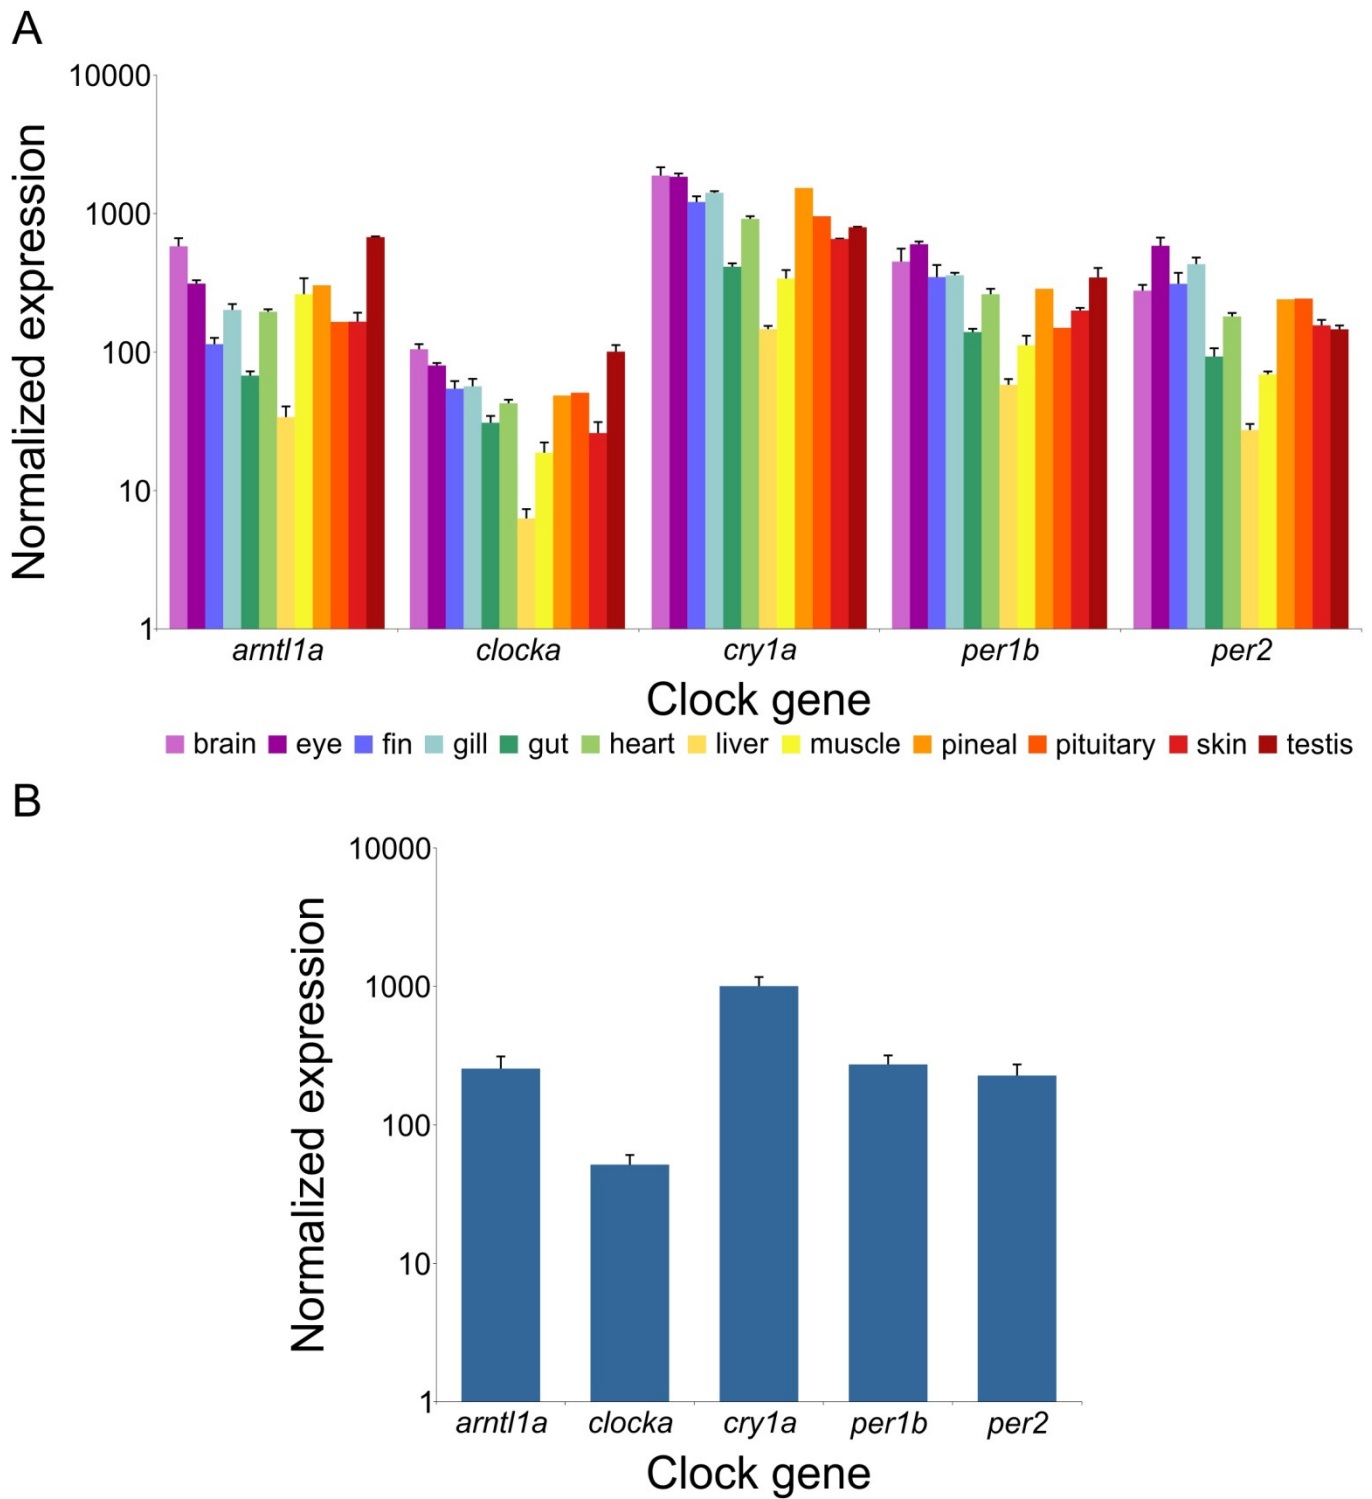 A
10000
1000
100
10
1
Normalized expression
arntl1a clocka cry1a per1b per2
Clock gene
brain eye fin gill gut heart liver muscle pineal pituitary skin testis
B
10000
1000
100
10
1
Normalized expression
arntl1a clocka cry1a per1b per2
Clock gene